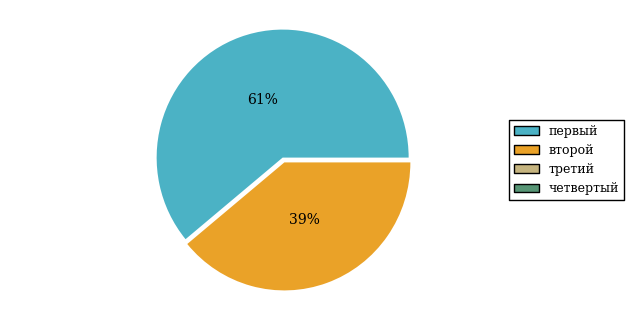 61%
39%
первый
второй
третий
четвертый